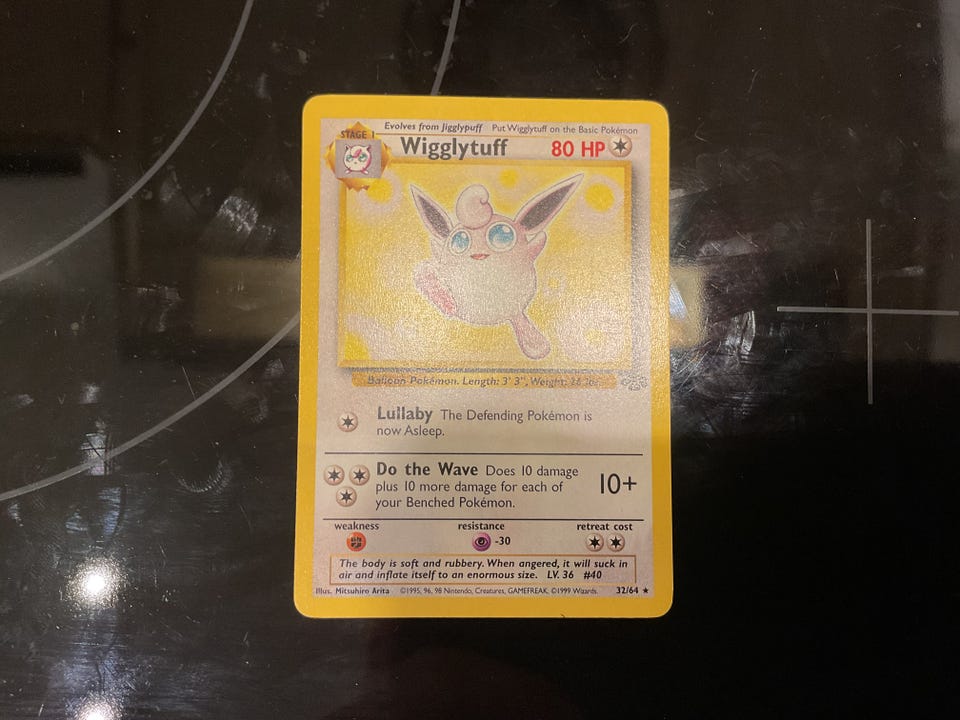 Evolves from Jigglypuff Put Wigglytuff on the Basic Pokémon
STAGE 1
Wigglytuff 80 HP
Balloon Pokémon. Length: 3' 3", Weight: 26 lbs.
Lullaby The Defending Pokémon is
now Asleep.
Do the Wave Does 10 damage
plus 10 more damage for each of
your Benched Pokémon.
10+
weakness resistance retreat cost
-30
The body is soft and rubbery. When angered, it will suck in
air and inflate itself to an enormous size. LV. 36 #40
Illus. Mitsuhiro Arita ©1995, 96, 98 Nintendo, Creatures, GAMEFREAK. ©1999 Wizards. 32/64 ★